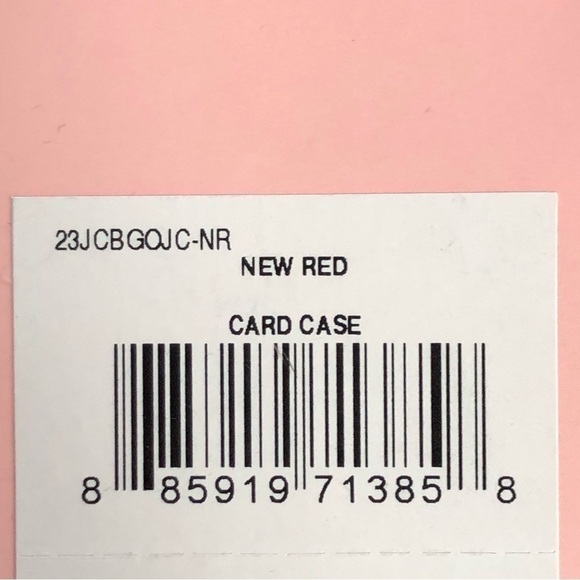 23JCBGOJC-NR
NEW RED
CARD CASE
8 85919 71385 8